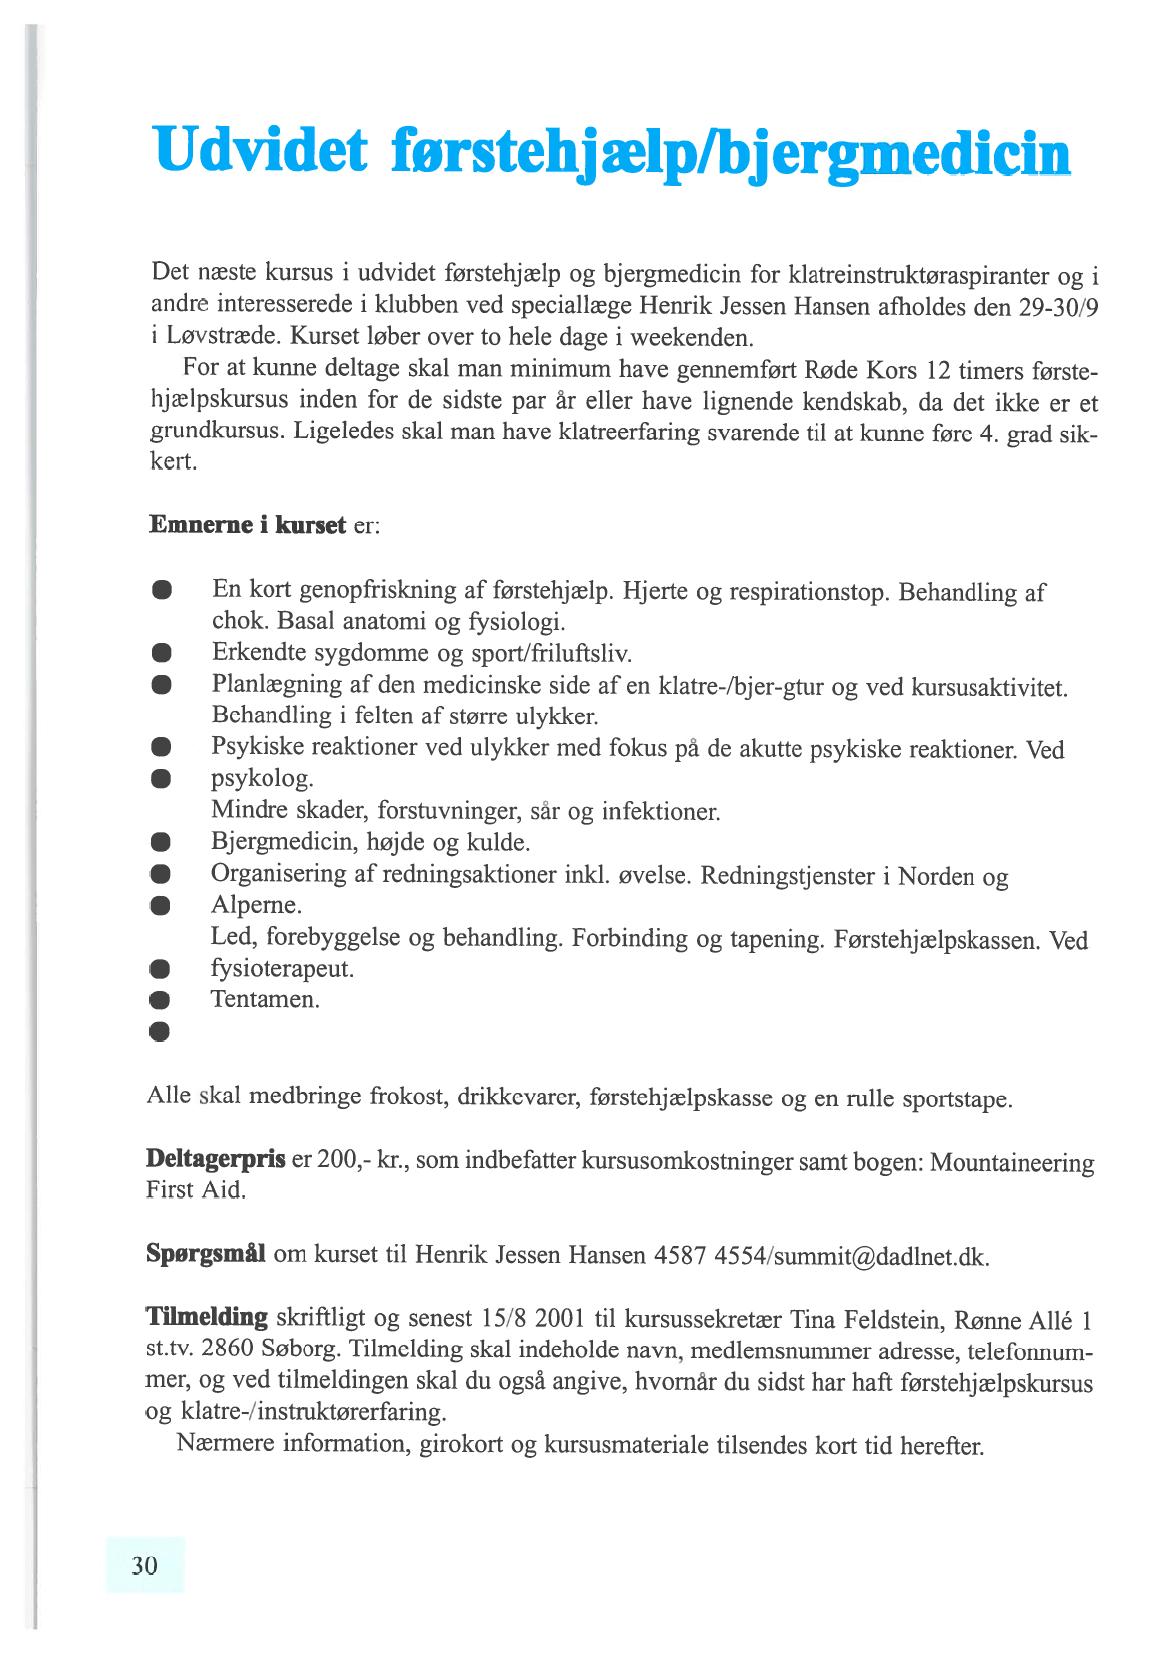 Udvidet førstehjælp/bjergmedicin
Det næste kursus i udvidet førstehjælp og bjergmedicin for klatreinstruktøraspiranter og i
andre interesserede i klubben ved speciallæge Henrik Jessen Hansen afholdes den 29-30/9
i Løvstræde. Kurset løber over to hele dage i weekenden.
For at kunne deltage skal man minimum have gennemført Røde Kors 12 timers første-
hjælpskursus inden for de sidste par år eller have lignende kendskab, da det ikke er et
grundkursus. Ligeledes skal man have klatreerfaring svarende til at kunne føre 4. grad sik-
kert.
Emnerne i kurset er:
● En kort genopfriskning af førstehjælp. Hjerte og respirationstop. Behandling af
chok. Basal anatomi og fysiologi.
● Erkendte sygdomme og sport/friluftsliv.
● Planlægning af den medicinske side af en klatre-/bjer-gtur og ved kursusaktivitet.
Behandling i felten af større ulykker.
● Psykiske reaktioner ved ulykker med fokus på de akutte psykiske reaktioner. Ved
● psykolog.
Mindre skader, forstuvninger, sår og infektioner.
● Bjergmedicin, højde og kulde.
● Organisering af redningsaktioner inkl. øvelse. Redningstjenster i Norden og
● Alperne.
Led, forebyggelse og behandling. Forbinding og tapening. Førstehjælpskassen. Ved
● fysioterapeut.
● Tentamen.
●
Alle skal medbringe frokost, drikkevarer, førstehjælpskasse og en rulle sportstape.
Deltagerpris er 200,- kr., som indbefatter kursusomkostninger samt bogen: Mountaineering
First Aid.
Spørgsmål om kurset til Henrik Jessen Hansen 4587 4554/summit@dadlnet.dk.
Tilmelding skriftligt og senest 15/8 2001 til kursussekretær Tina Feldstein, Rønne Allé 1
st.tv. 2860 Søborg. Tilmelding skal indeholde navn, medlemsnummer adresse, telefonnum-
mer, og ved tilmeldingen skal du også angive, hvornår du sidst har haft førstehjælpskursus
og klatre-/instruktørerfaring.
Nærmere information, girokort og kursusmateriale tilsendes kort tid herefter.
30